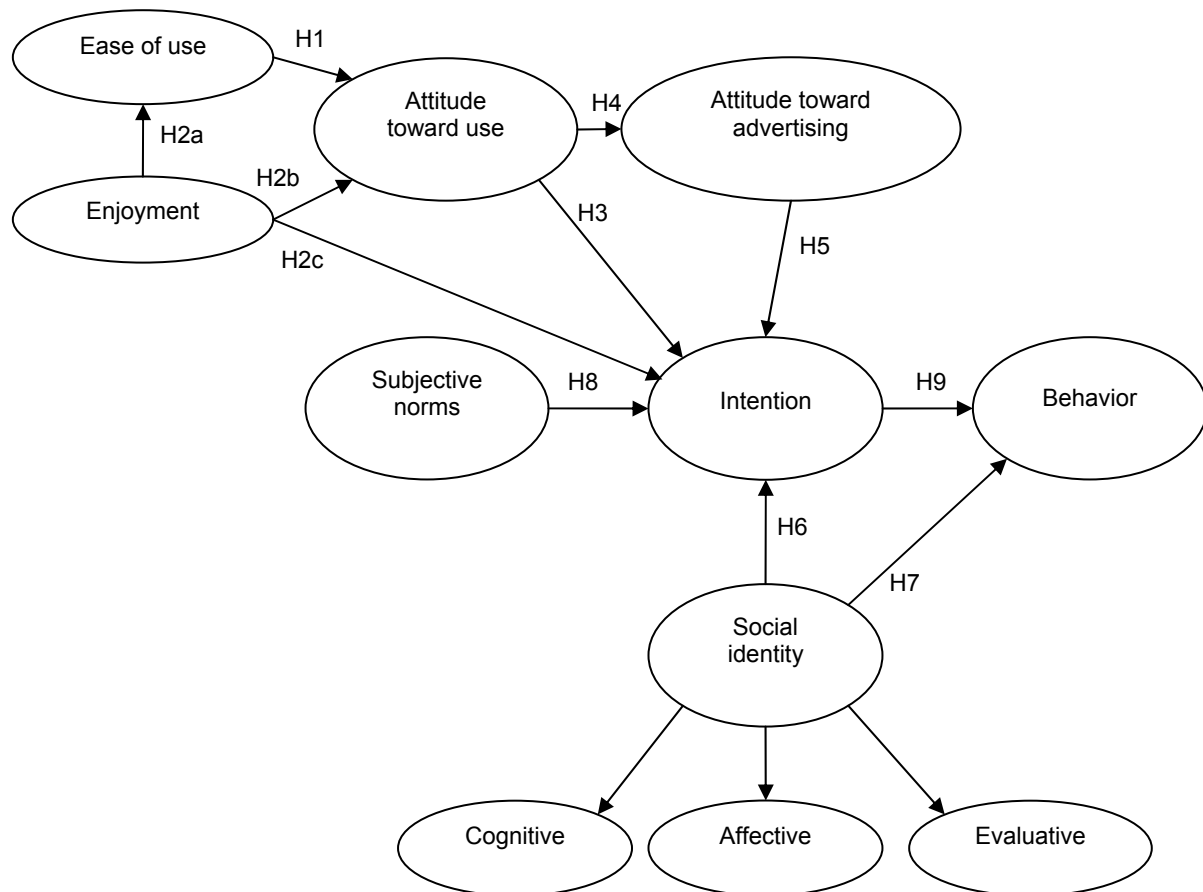 Ease of use
H1
Attitude
toward use
H4
Attitude toward
advertising
H2a
H2b
Enjoyment
H3
H2c
H5
Subjective
norms
H8
Intention
H9
Behavior
H6
H7
Social
identity
Cognitive
Affective
Evaluative